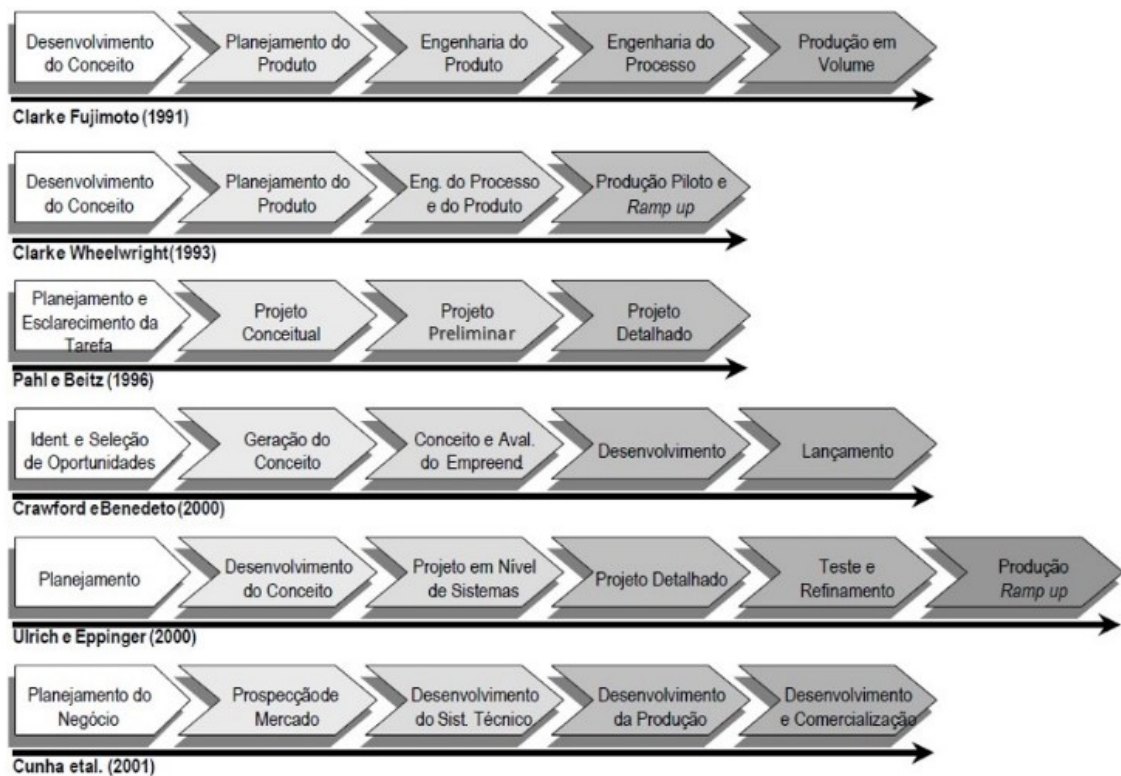 Desenvolvimento
do Conceito
Planejamento do
Produto
Engenharia do
Produto
Engenharia do
Processo
Produção em
Volume
Clark e Fujimoto (1991)
Desenvolvimento
do Conceito
Planejamento do
Produto
Eng. do Processo
e do Produto
Produção Piloto e
Ramp up
Clark e Wheelwright(1993)
Planejamento e
Esclarecimento da
Tarefa
Projeto
Conceitual
Projeto
Preliminar
Projeto
Detalhado
Pahl e Beitz (1996)
Ident. e Seleção
de Oportunidades
Geração do
Conceito
Conceito e Aval.
do Empreend.
Desenvolvimento
Lançamento
Crawford e Benedeto (2000)
Planejamento
Desenvolvimento
do Conceito
Projeto em Nível
de Sistemas
Projeto Detalhado
Teste e
Refinamento
Produção
Ramp up
Ulrich e Eppinger (2000)
Planejamento do
Negócio
Prospecção de
Mercado
Desenvolvimento
do Sist. Técnico
Desenvolvimento
da Produção
Desenvolvimento
e Comercialização
Cunha et al. (2001)